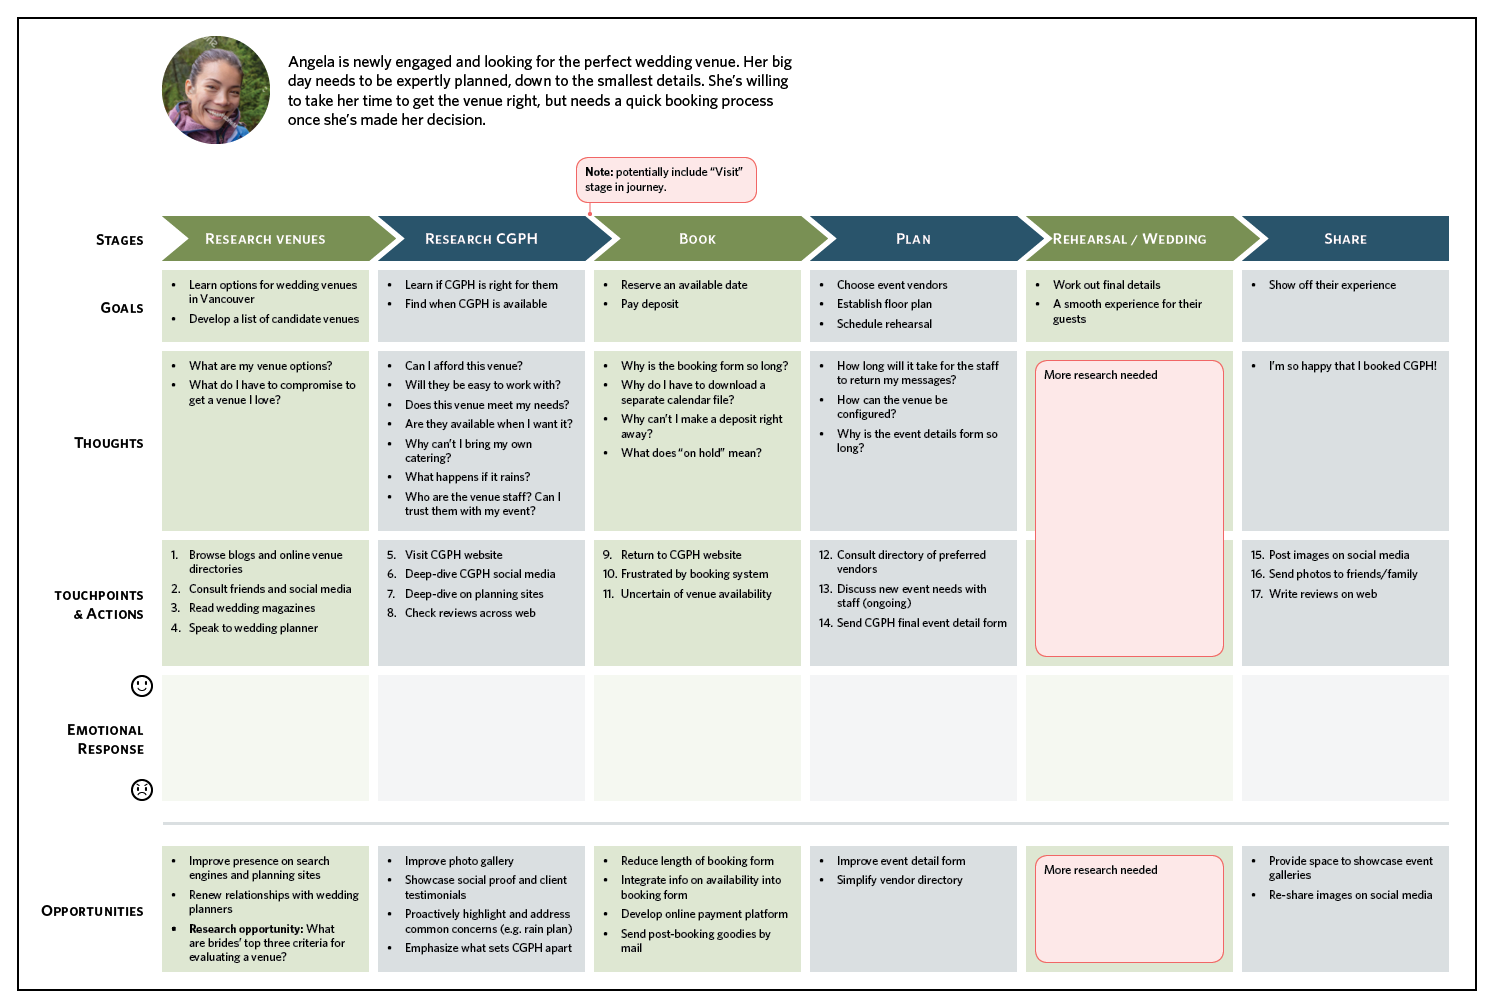 Angela is newly engaged and looking for the perfect wedding venue. Her big
day needs to be expertly planned, down to the smallest details. She's willing
to take her time to get the venue right, but needs a quick booking process
once she's made her decision.
Note: potentially include "Visit"
stage in journey.
Stages
Research venues
Research CGPH
Book
Plan
Rehearsal / Wedding
Share
Goals
• Learn options for wedding venues
in Vancouver
• Develop a list of candidate venues
• Learn if CGPH is right for them
• Find when CGPH is available
• Reserve an available date
• Pay deposit
• Choose event vendors
• Establish floor plan
• Schedule rehearsal
• Work out final details
• A smooth experience for their
guests
• Show off their experience
Thoughts
• What are my venue options?
• What do I have to compromise to
get a venue I love?
• Can I afford this venue?
• Will they be easy to work with?
• Does this venue meet my needs?
• Are they available when I want it?
• Why can't I bring my own
catering?
• What happens if it rains?
• Who are the venue staff? Can I
trust them with my event?
• Why is the booking form so long?
• Why do I have to download a
separate calendar file?
• Why can't I make a deposit right
away?
• What does "on hold" mean?
• How long will it take for the staff
to return my messages?
• How can the venue be
configured?
• Why is the event details form so
long?
More research needed
• I'm so happy that I booked CGPH!
touchpoints
& Actions
1. Browse blogs and online venue
directories
2. Consult friends and social media
3. Read wedding magazines
4. Speak to wedding planner
5. Visit CGPH website
6. Deep-dive CGPH social media
7. Deep-dive on planning sites
8. Check reviews across web
9. Return to CGPH website
10. Frustrated by booking system
11. Uncertain of venue availability
12. Consult directory of preferred
vendors
13. Discuss new event needs with
staff (ongoing)
14. Send CGPH final event detail form
15. Post images on social media
16. Send photos to friends/family
17. Write reviews on web
Emotional
Response
Opportunities
• Improve presence on search
engines and planning sites
• Renew relationships with wedding
planners
• Research opportunity: What
are brides' top three criteria for
evaluating a venue?
• Improve photo gallery
• Showcase social proof and client
testimonials
• Proactively highlight and address
common concerns (e.g. rain plan)
• Emphasize what sets CGPH apart
• Reduce length of booking form
• Integrate info on availability into
booking form
• Develop online payment platform
• Send post-booking goodies by
mail
• Improve event detail form
• Simplify vendor directory
More research needed
• Provide space to showcase event
galleries
• Re-share images on social media